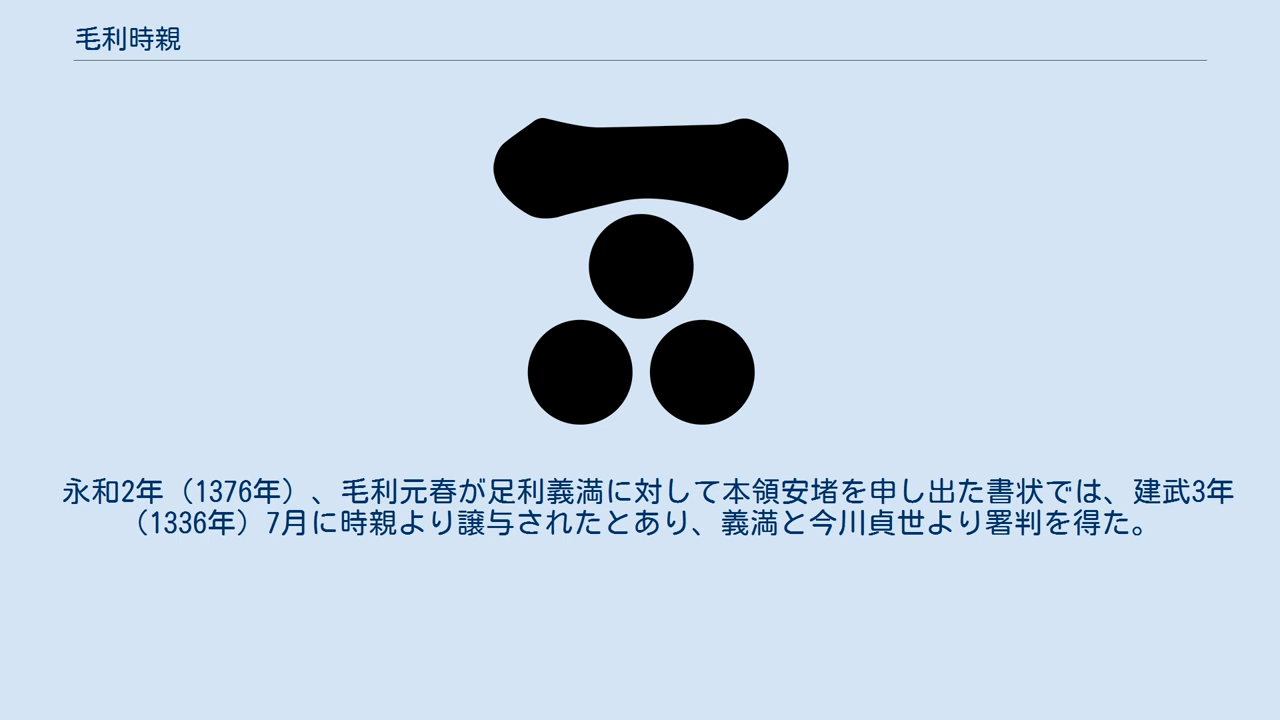 毛利時親
永和2年（1376年）、毛利元春が足利義満に対して本領安堵を申し出た書状では、建武3年
（1336年）7月に時親より譲与されたとあり、義満と今川貞世より署判を得た。